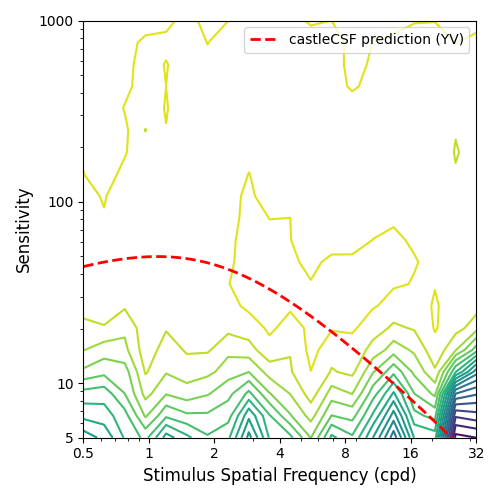 1000
castleCSF prediction (YV)
100
10
5
Sensitivity
0.5 1 2 4 8 16 32
Stimulus Spatial Frequency (cpd)